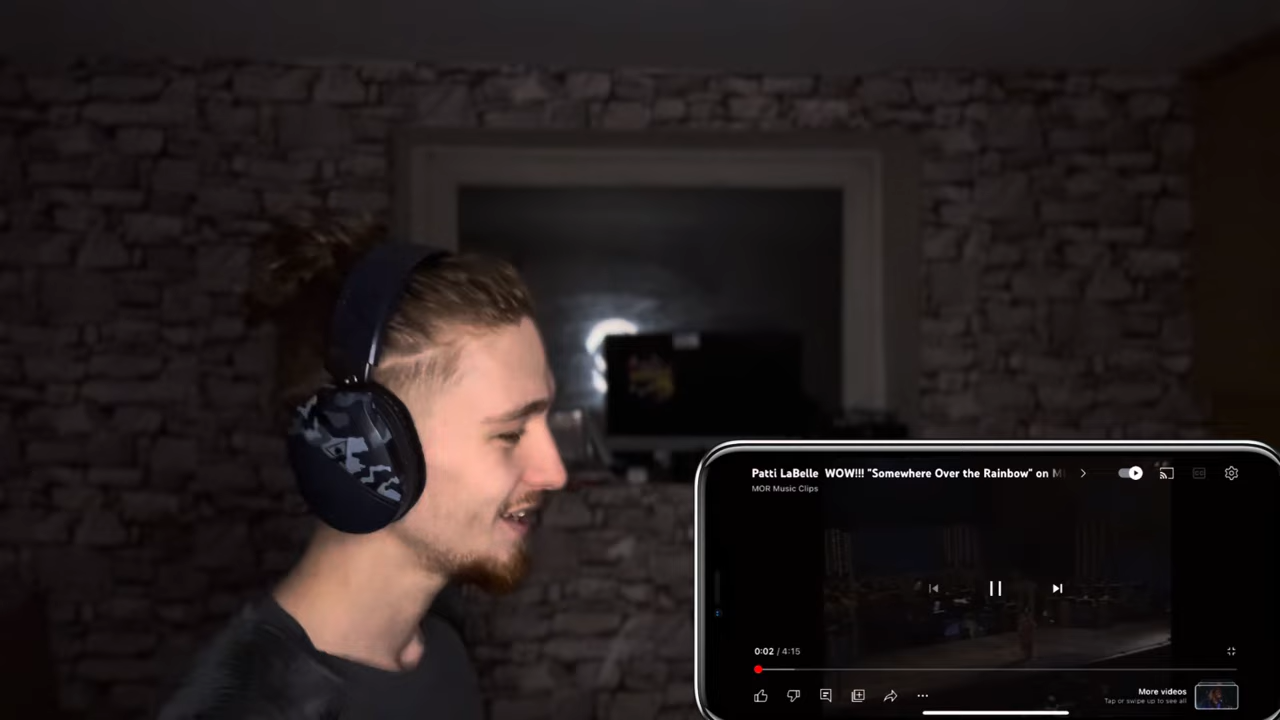 Patti LaBelle WOW!!! "Somewhere Over the Rainbow" on M
MOR Music Clips
0:02 / 4:15
More videos
Tap or swipe up to see all